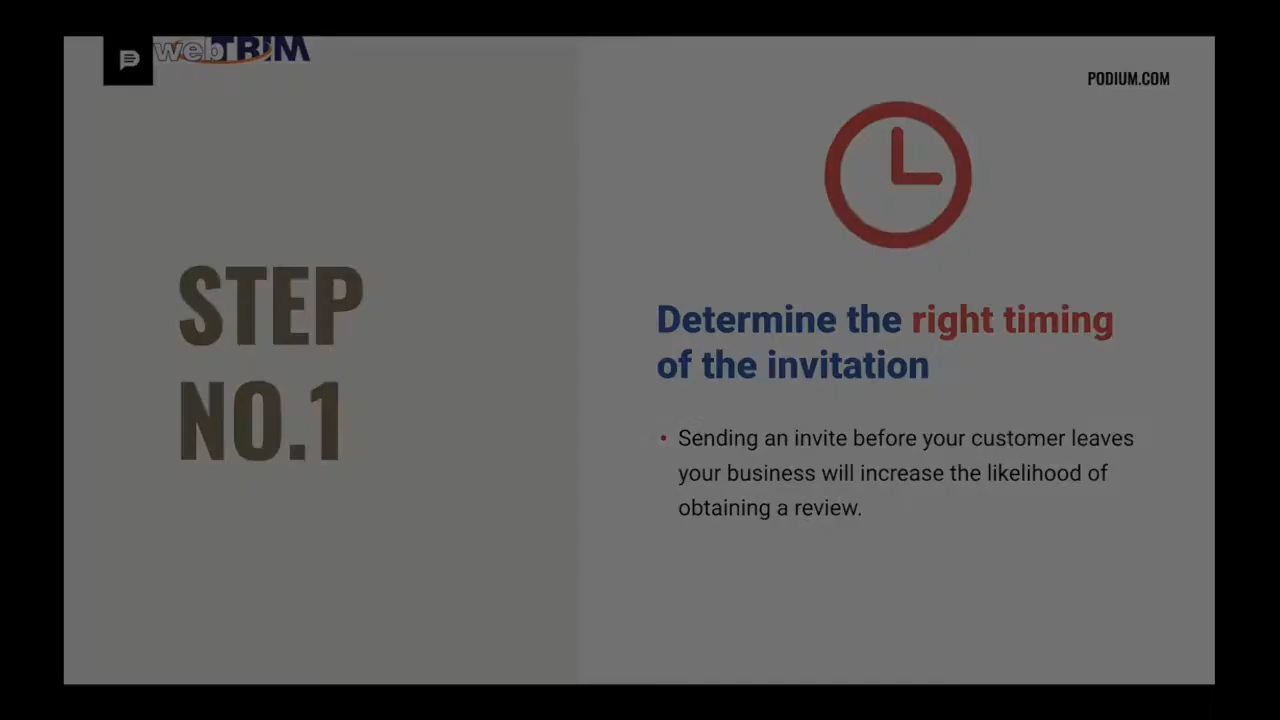 webTRIM
PODIUM.COM
STEP
NO.1
Determine the right timing
of the invitation
• Sending an invite before your customer leaves
your business will increase the likelihood of
obtaining a review.